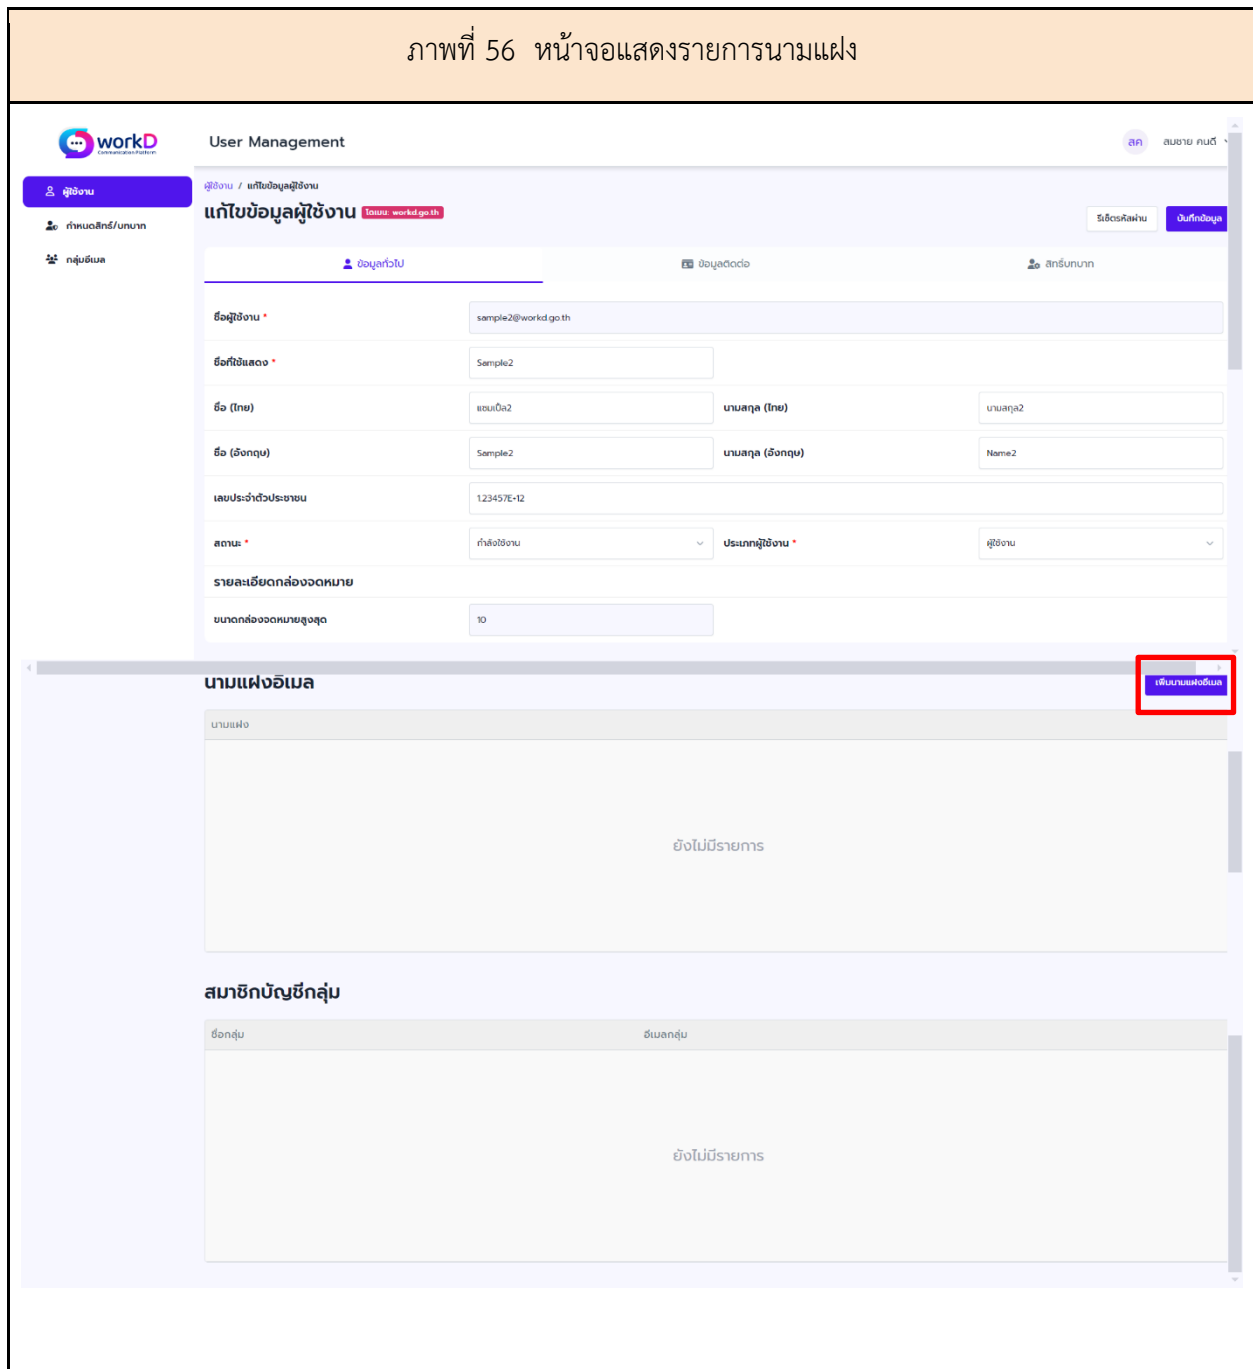 ภาพที่ 56 หน้าจอแสดงรายการนามแฝง
workD
Communication Platform
User Management
สค สมชาย คนดี
ผู้ใช้งาน
กำหนดสิทธิ์/บทบาท
กลุ่มอีเมล
ผู้ใช้งาน / แก้ไขข้อมูลผู้ใช้งาน
แก้ไขข้อมูลผู้ใช้งาน โดเมน: workd.go.th
รีเซ็ตรหัสผ่าน บันทึกข้อมูล
ข้อมูลทั่วไป ข้อมูลติดต่อ สิทธิ์บทบาท
ชื่อผู้ใช้งาน * sample2@workd.go.th
ชื่อที่ใช้แสดง * Sample2
ชื่อ (ไทย) แซมเปิ้ล2 นามสกุล (ไทย) นามสกุล2
ชื่อ (อังกฤษ) Sample2 นามสกุล (อังกฤษ) Name2
เลขประจำตัวประชาชน 1.23457E+12
สถานะ * กำลังใช้งาน ประเภทผู้ใช้งาน * ผู้ใช้งาน
รายละเอียดกล่องจดหมาย
ขนาดกล่องจดหมายสูงสุด 10
นามแฝงอีเมล เพิ่มนามแฝงอีเมล
นามแฝง
ยังไม่มีรายการ
สมาชิกบัญชีกลุ่ม
ชื่อกลุ่ม อีเมลกลุ่ม
ยังไม่มีรายการ